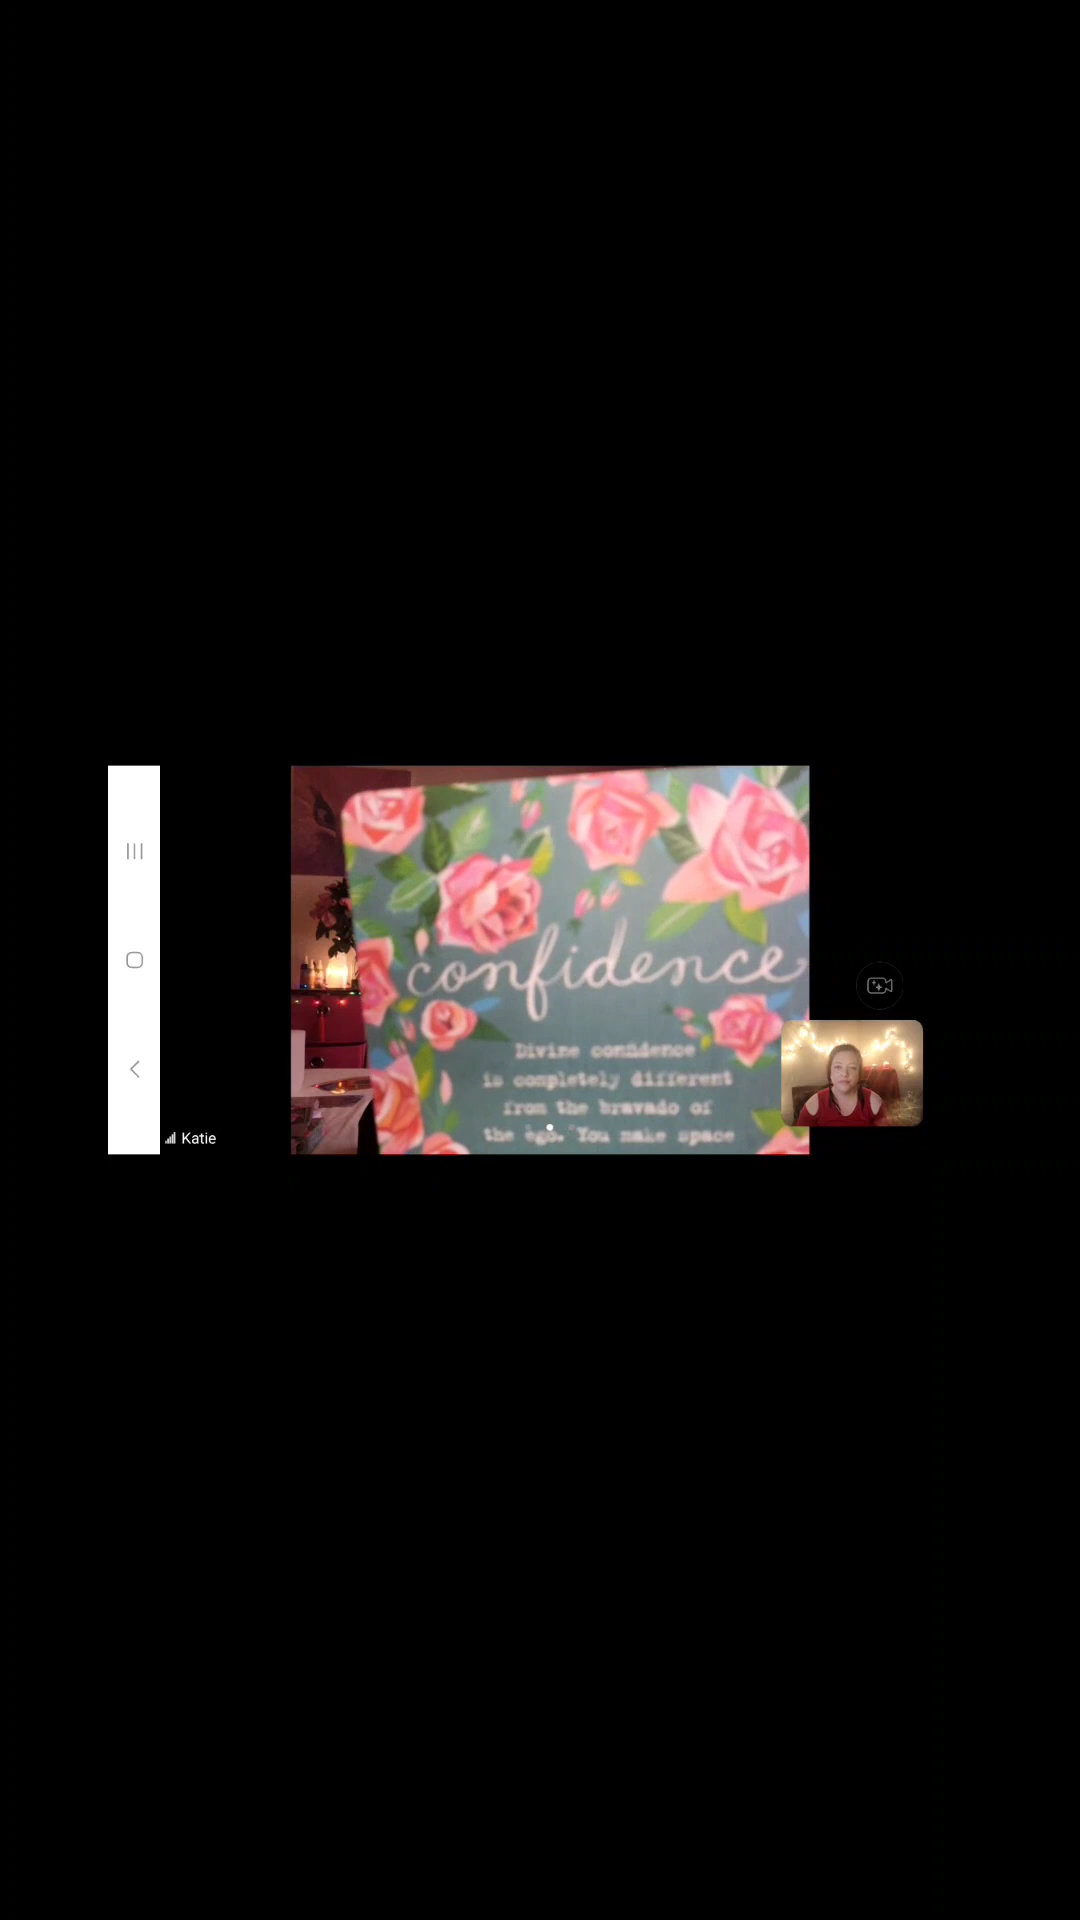 confidence
Divine confidence
is completely different
from the bravado of
the ego. You make space
Katie